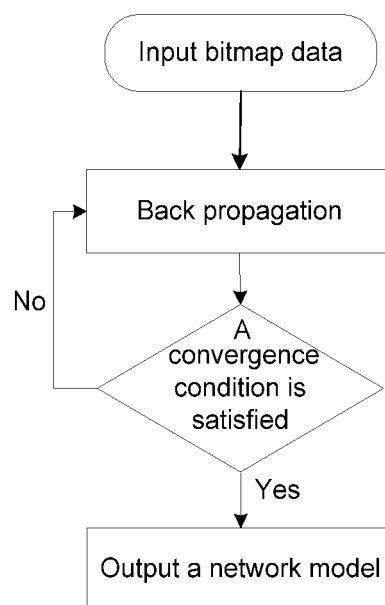 Input bitmap data
Back propagation
No
A
convergence
condition is
satisfied
Yes
Output a network model